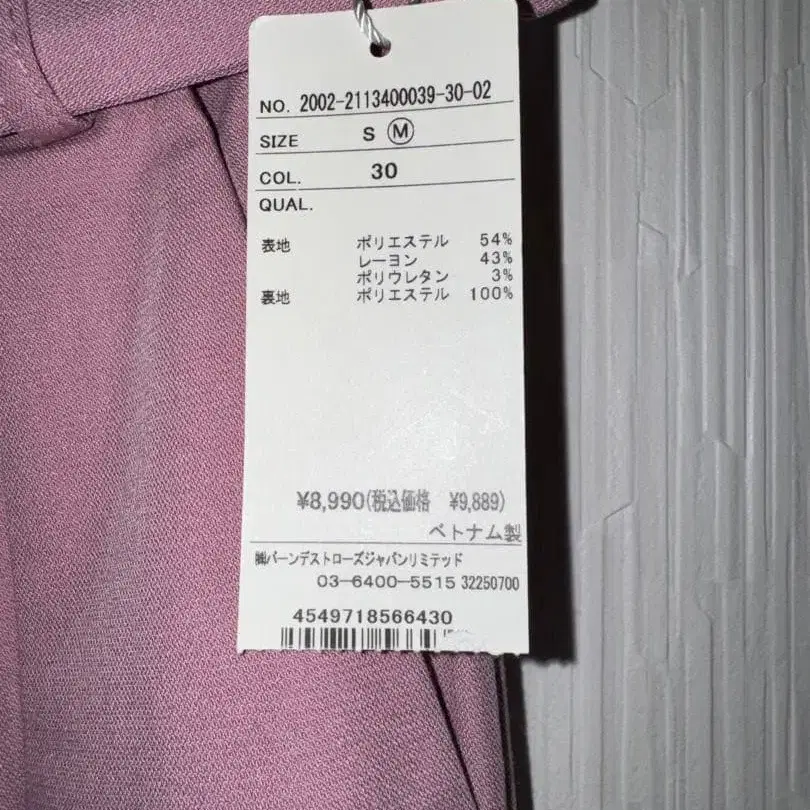 NO. 2002-2113400039-30-02
SIZE S Ⓜ
COL. 30
QUAL.
表地 ポリエステル 54%
レーヨン 43%
ポリウレタン 3%
裏地 ポリエステル 100%
¥8,990(税込価格 ¥9,889)
ベトナム製
㈱バーンデストローズジャパンリミテッド
03-6400-5515 32250700
4549718566430